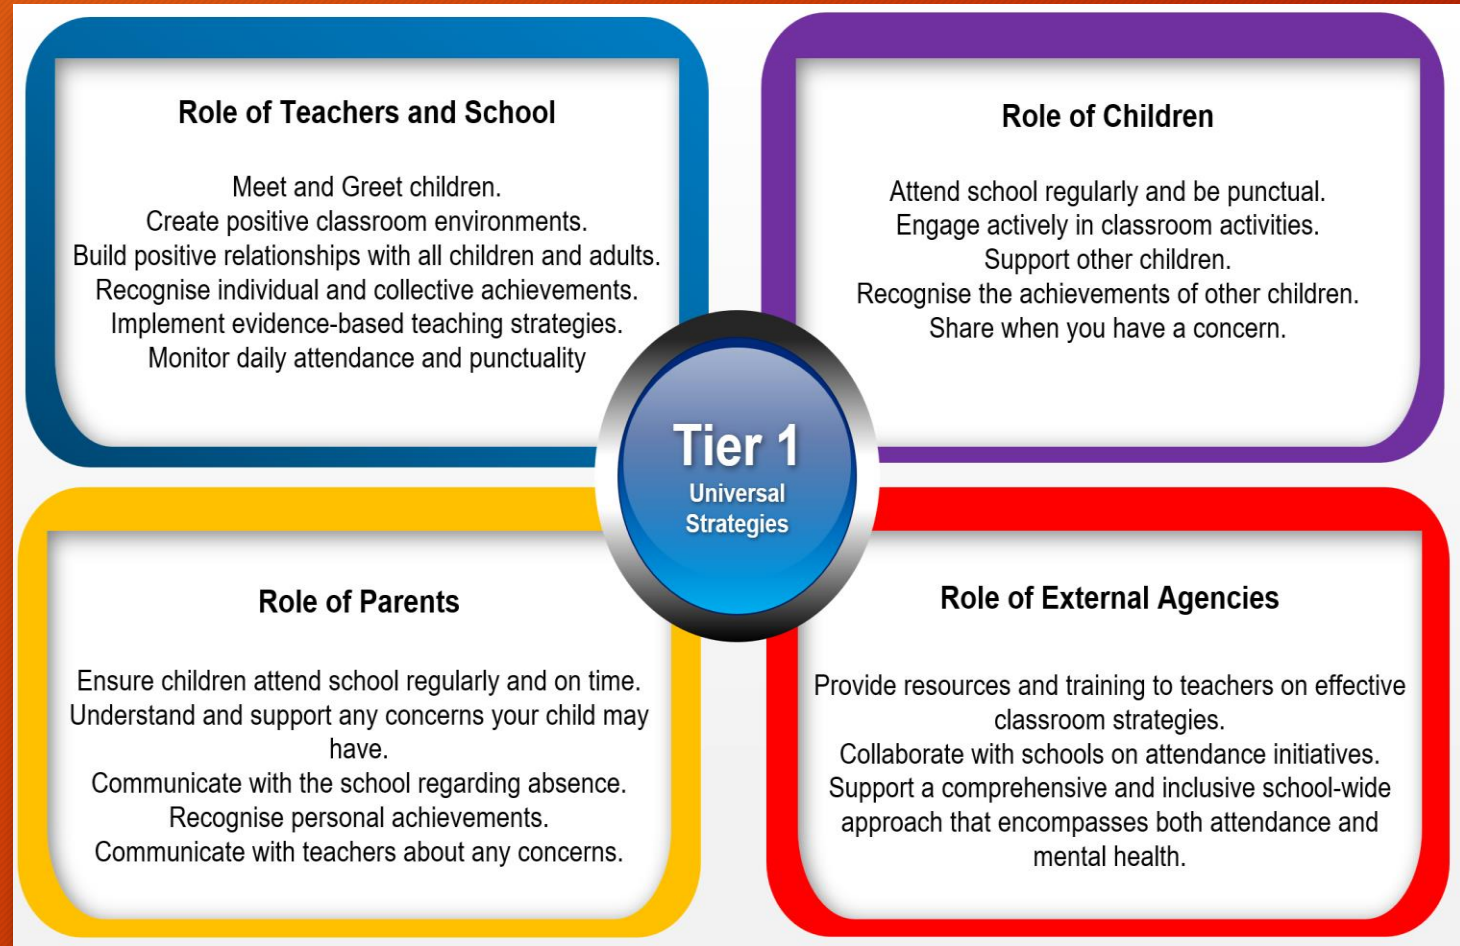 Role of Teachers and School
Meet and Greet children.
Create positive classroom environments.
Build positive relationships with all children and adults.
Recognise individual and collective achievements.
Implement evidence-based teaching strategies.
Monitor daily attendance and punctuality
Role of Children
Attend school regularly and be punctual.
Engage actively in classroom activities.
Support other children.
Recognise the achievements of other children.
Share when you have a concern.
Tier 1
Universal
Strategies
Role of Parents
Ensure children attend school regularly and on time.
Understand and support any concerns your child may
have.
Communicate with the school regarding absence.
Recognise personal achievements.
Communicate with teachers about any concerns.
Role of External Agencies
Provide resources and training to teachers on effective
classroom strategies.
Collaborate with schools on attendance initiatives.
Support a comprehensive and inclusive school-wide
approach that encompasses both attendance and
mental health.